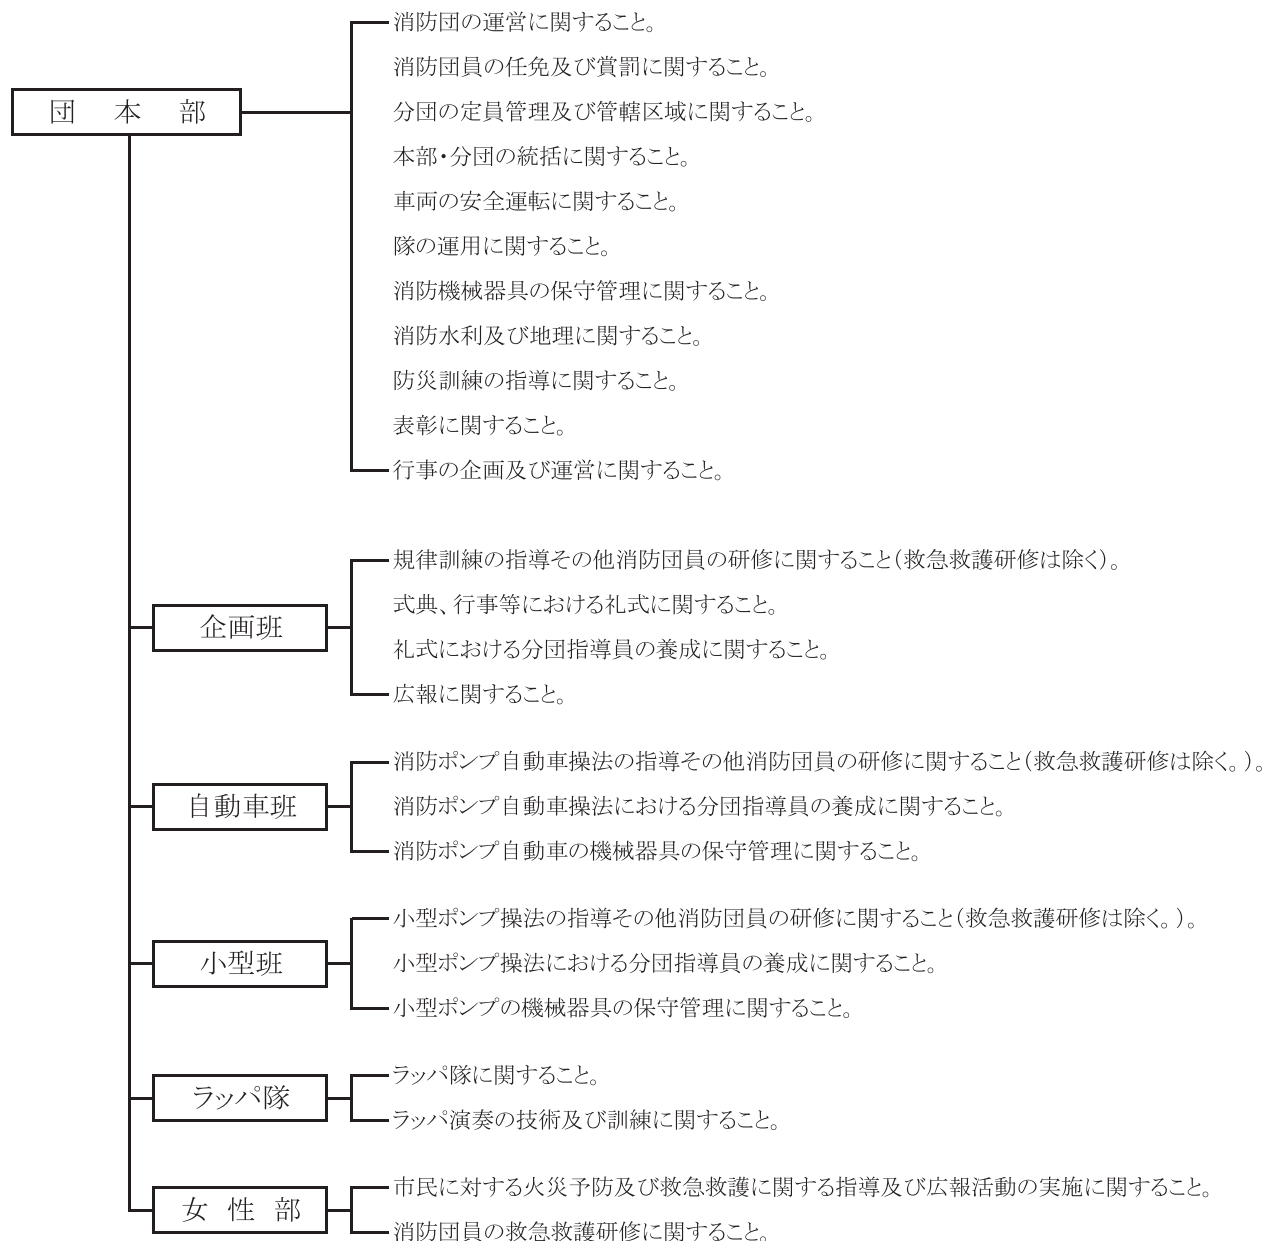 消防団の運営に関すること。
消防団員の任免及び賞罰に関すること。
団本部
分団の定員管理及び管轄区域に関すること。
本部・分団の統括に関すること。
車両の安全運転に関すること。
隊の運用に関すること。
消防機械器具の保守管理に関すること。
消防水利及び地理に関すること。
防災訓練の指導に関すること。
表彰に関すること。
行事の企画及び運営に関すること。
規律訓練の指導その他消防団員の研修に関すること（救急救護研修は除く）。
式典、行事等における礼式に関すること。
企画班
礼式における分団指導員の養成に関すること。
広報に関すること。
消防ポンプ自動車操法の指導その他消防団員の研修に関すること（救急救護研修は除く。）。
自動車班
消防ポンプ自動車操法における分団指導員の養成に関すること。
消防ポンプ自動車の機械器具の保守管理に関すること。
小型ポンプ操法の指導その他消防団員の研修に関すること（救急救護研修は除く。）。
小型班
小型ポンプ操法における分団指導員の養成に関すること。
小型ポンプの機械器具の保守管理に関すること。
ラッパ隊に関すること。
ラッパ隊
ラッパ演奏の技術及び訓練に関すること。
市民に対する火災予防及び救急救護に関する指導及び広報活動の実施に関すること。
女性部
消防団員の救急救護研修に関すること。